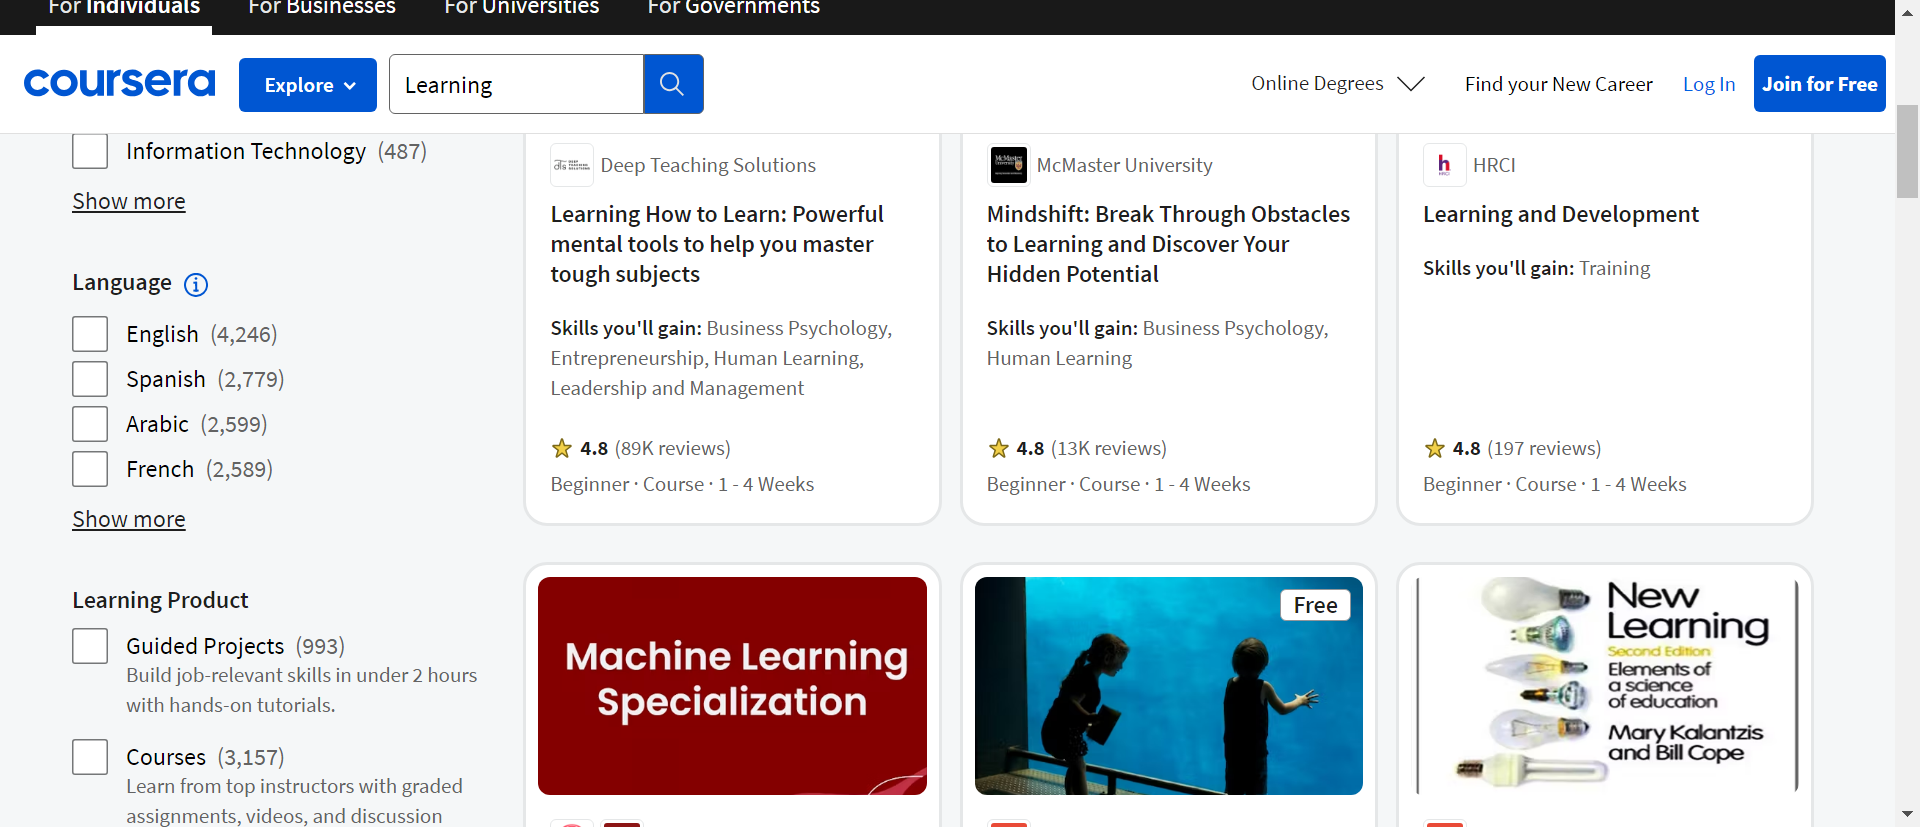 For Individuals
For Businesses
For Universities
For Governments
coursera
Explore
Learning
Online Degrees
Find your New Career
Log In
Join for Free
Information Technology (487)
Show more
Language
English (4,246)
Spanish (2,779)
Arabic (2,599)
French (2,589)
Show more
Learning Product
Guided Projects (993)
Build job-relevant skills in under 2 hours
with hands-on tutorials.
Courses (3,157)
Learn from top instructors with graded
assignments, videos, and discussion
DEEP TEACHING SOLUTIONS
Deep Teaching Solutions
Learning How to Learn: Powerful
mental tools to help you master
tough subjects
Skills you'll gain: Business Psychology,
Entrepreneurship, Human Learning,
Leadership and Management
4.8 (89K reviews)
Beginner · Course · 1 - 4 Weeks
McMaster
McMaster University
Mindshift: Break Through Obstacles
to Learning and Discover Your
Hidden Potential
Skills you'll gain: Business Psychology,
Human Learning
4.8 (13K reviews)
Beginner · Course · 1 - 4 Weeks
h
HRCI
HRCI
Learning and Development
Skills you'll gain: Training
4.8 (197 reviews)
Beginner · Course · 1 - 4 Weeks
Machine Learning
Specialization
Free
New
Learning
Second Edition
Elements of
a science
of education
Mary Kalantzis
and Bill Cope